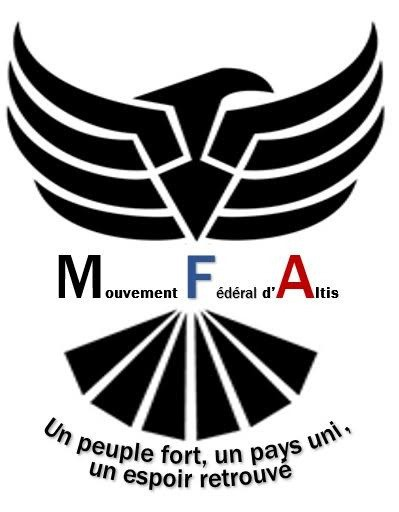 Mouvement Fédéral d'Altis
Un peuple fort, un pays uni,
un espoir retrouvé